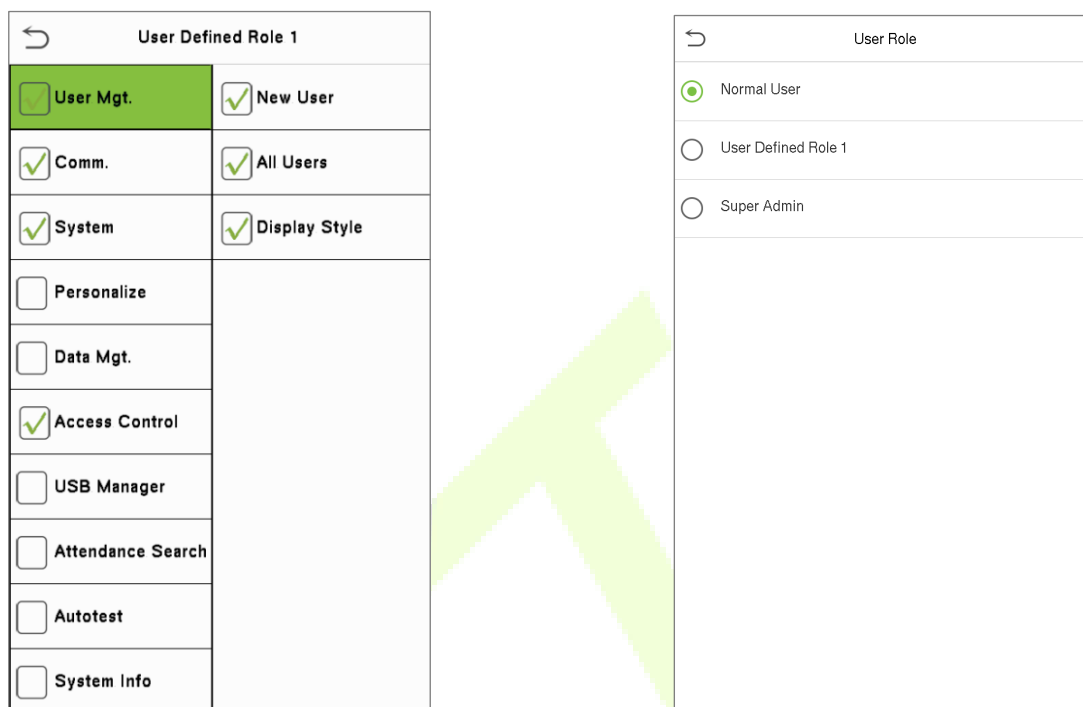 User Defined Role 1
User Mgt.
New User
Comm.
All Users
System
Display Style
Personalize
Data Mgt.
Access Control
USB Manager
Attendance Search
Autotest
System Info
User Role
Normal User
User Defined Role 1
Super Admin